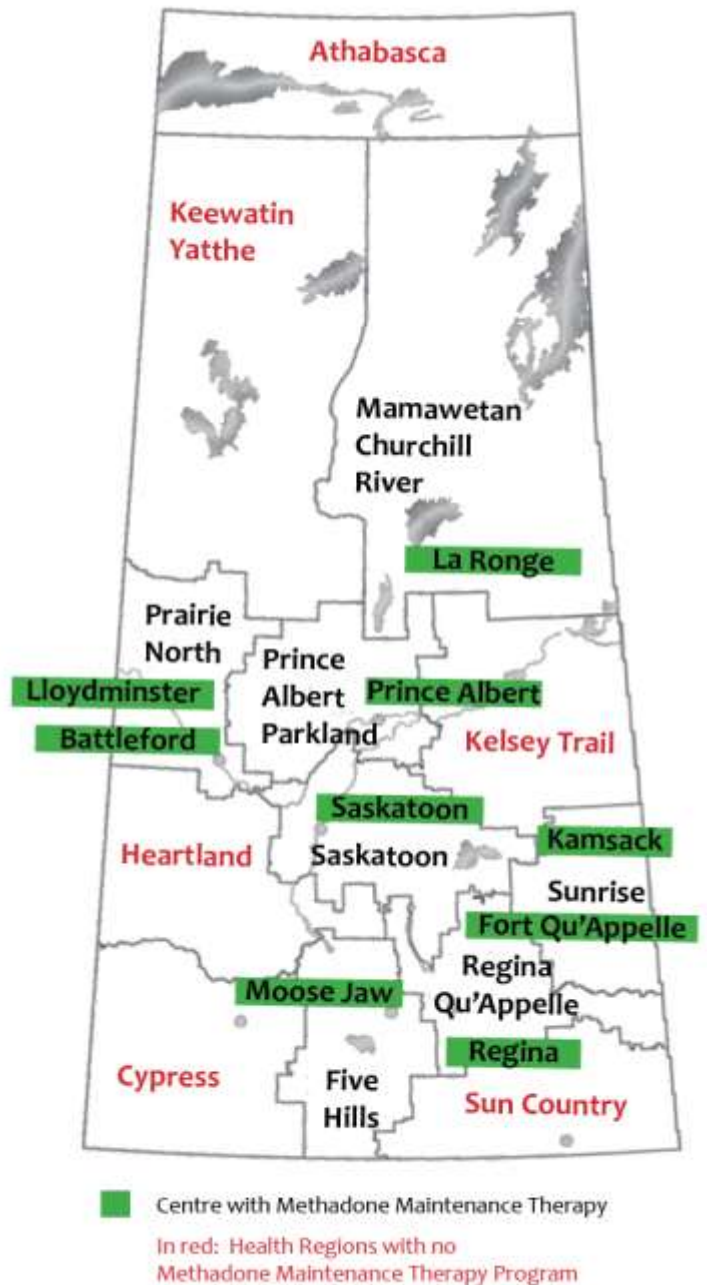 Athabasca
Keewatin
Yatthe
Mamawetan
Churchill
River
La Ronge
Prairie
North
Prince
Albert
Parkland
Lloydminster
Prince Albert
Battleford
Kelsey Trail
Saskatoon
Kamsack
Heartland
Saskatoon
Sunrise
Fort Qu'Appelle
Regina
Qu'Appelle
Moose Jaw
Regina
Cypress
Five
Hills
Sun Country
Centre with Methadone Maintenance Therapy
In red: Health Regions with no
Methadone Maintenance Therapy Program